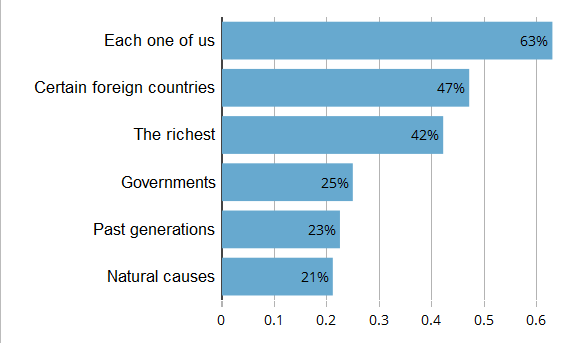 Each one of us 63%
Certain foreign countries 47%
The richest 42%
Governments 25%
Past generations 23%
Natural causes 21%
0 0.1 0.2 0.3 0.4 0.5 0.6